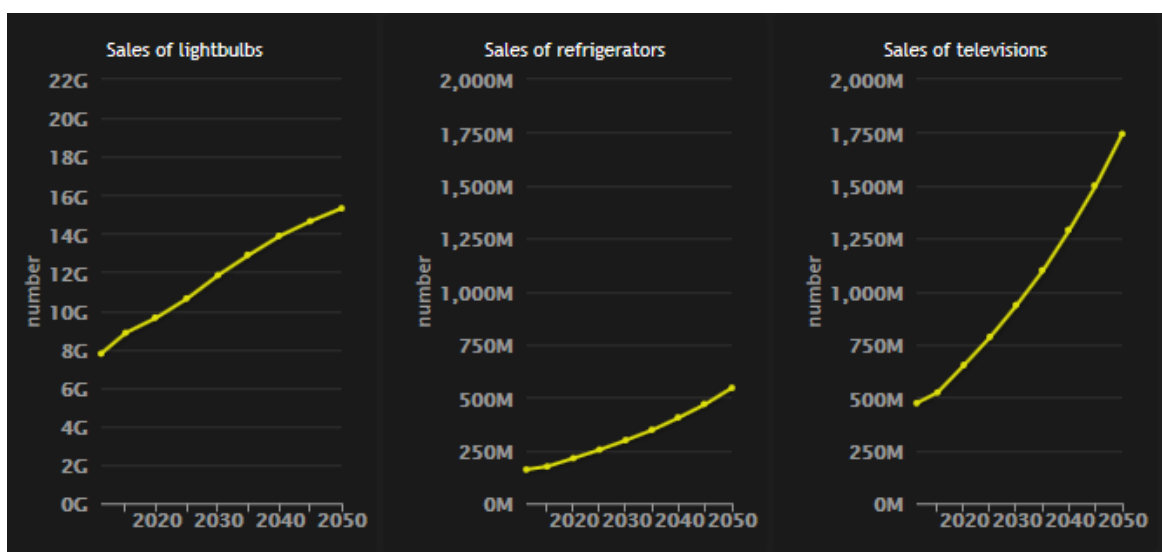 Sales of lightbulbs
22G
20G
18G
16G
14G
12G
10G
8G
6G
4G
2G
0G
number
2020 2030 2040 2050
Sales of refrigerators
2,000M
1,750M
1,500M
1,250M
1,000M
750M
500M
250M
0M
number
2020 2030 2040 2050
Sales of televisions
2,000M
1,750M
1,500M
1,250M
1,000M
750M
500M
250M
0M
number
2020 2030 2040 2050